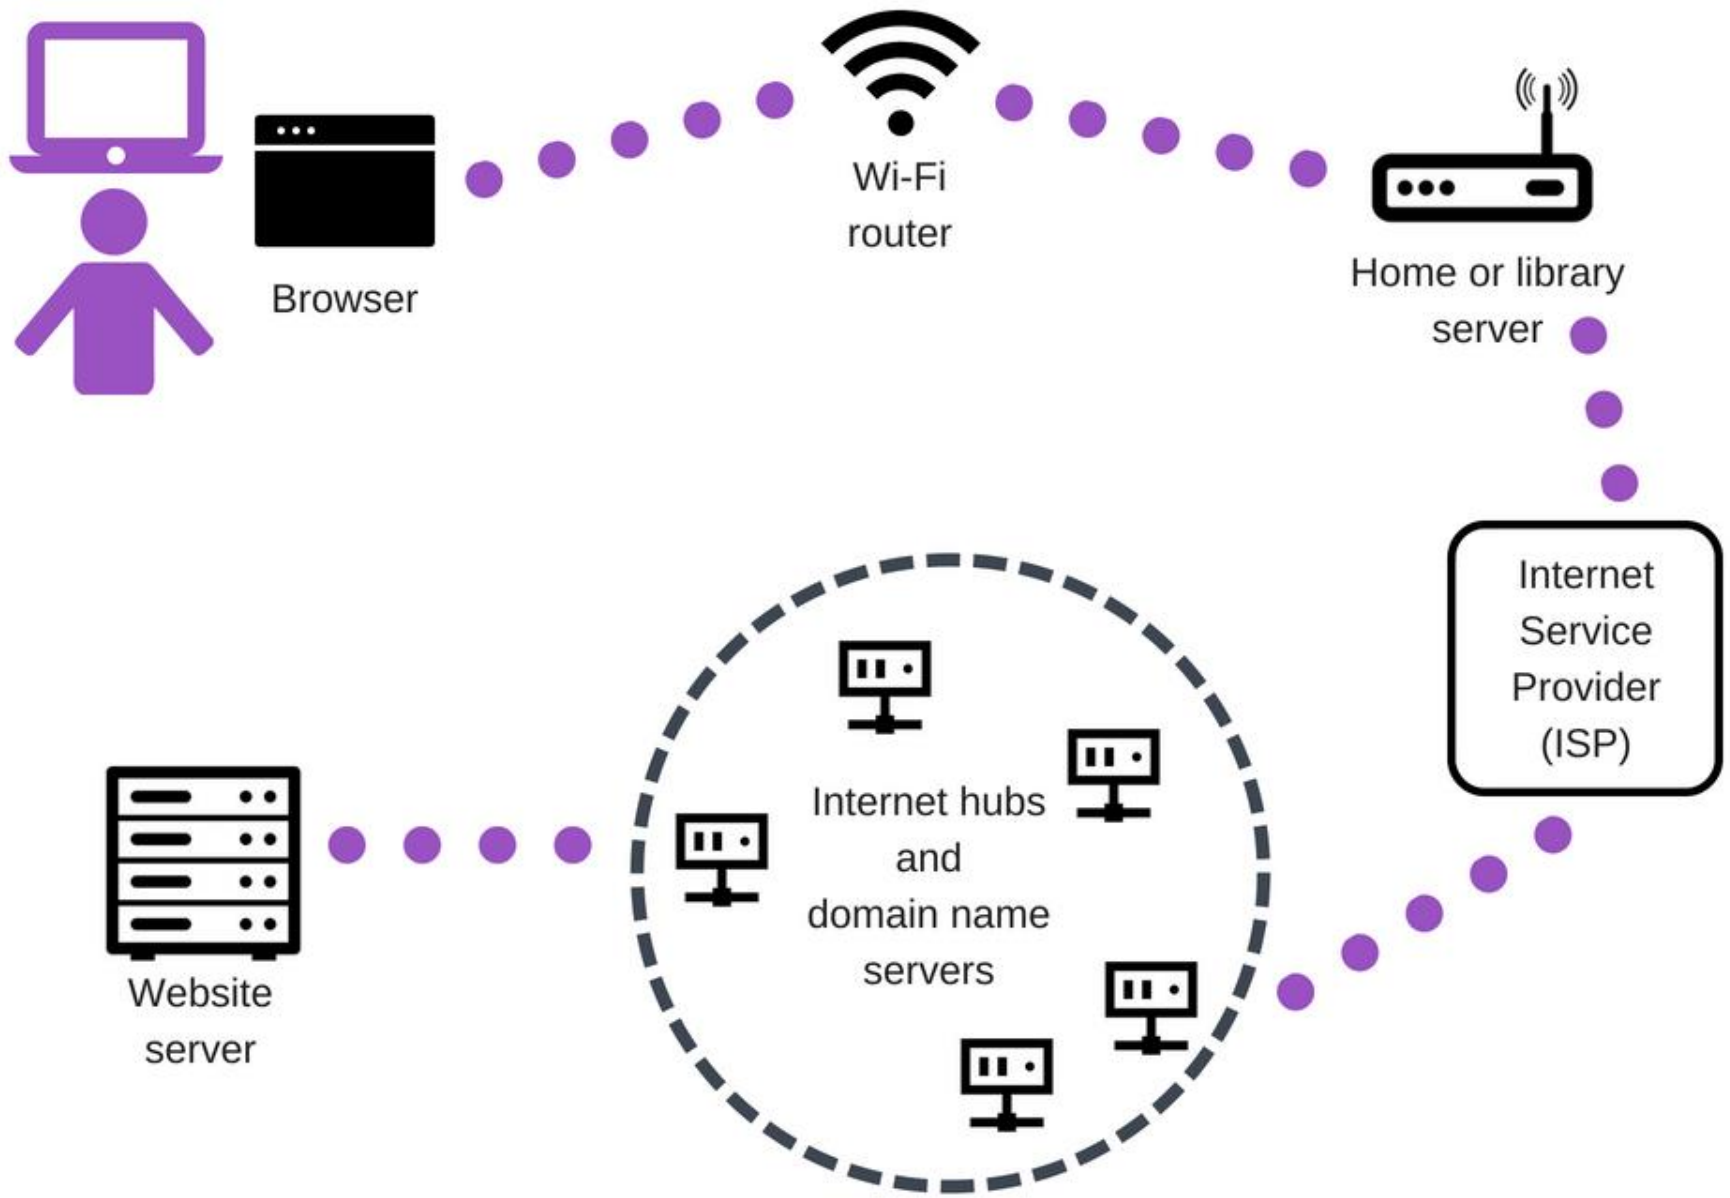 Browser
Wi-Fi
router
Home or library
server
Internet
Service
Provider
(ISP)
Internet hubs
and
domain name
servers
Website
server